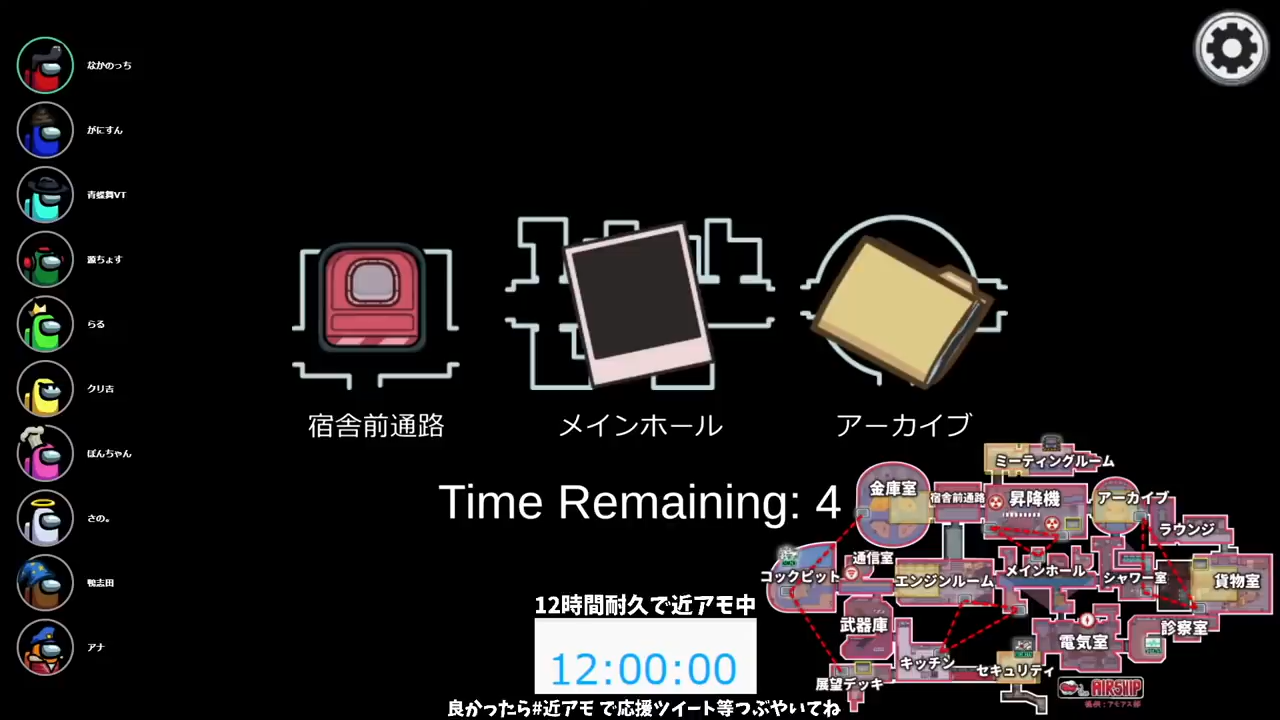 なかのっち
がにすん
青蝶舞VT
源ちょす
らる
クリ吉
ぽんちゃん
さの。
鴨志田
アナ
宿舎前通路
メインホール
アーカイブ
Time Remaining: 4
12時間耐久で近アモ中
12:00:00
良かったら#近アモ で応援ツイート等つぶやいてね
ミーティングルーム
金庫室
宿舎前通路
昇降機
アーカイブ
ラウンジ
通信室
コックピット
エンジンルーム
メインホール
シャワー室
貨物室
武器庫
電気室
診察室
キッチン
セキュリティ
展望デッキ
AIRSHIP